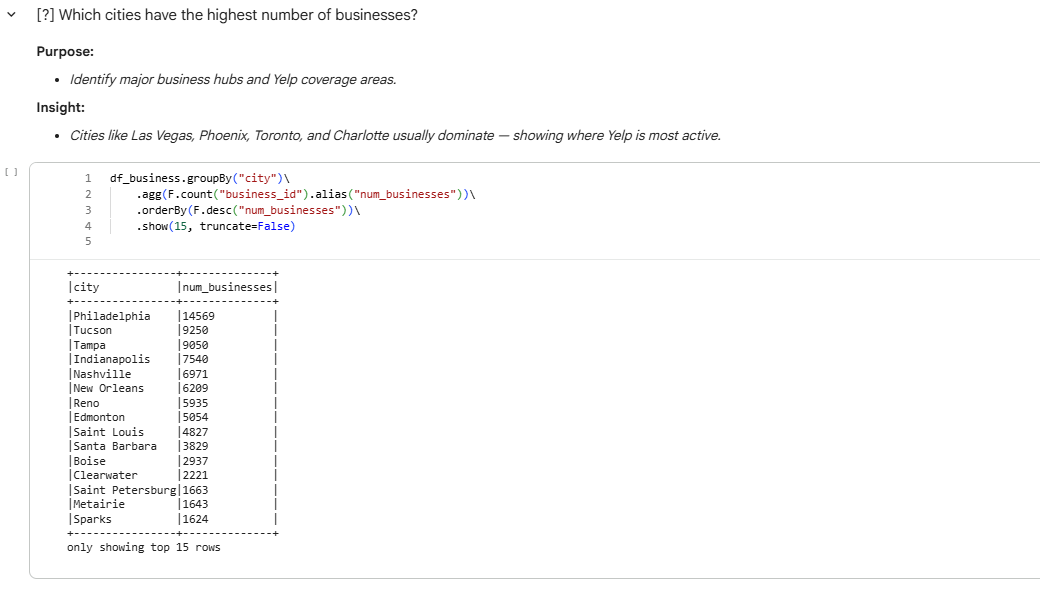 [?] Which cities have the highest number of businesses?
Purpose:
• Identify major business hubs and Yelp coverage areas.
Insight:
• Cities like Las Vegas, Phoenix, Toronto, and Charlotte usually dominate — showing where Yelp is most active.
[ ]
1 df_business.groupBy("city")\
2     .agg(F.count("business_id").alias("num_businesses"))\
3     .orderBy(F.desc("num_businesses"))\
4     .show(15, truncate=False)
5
+----------------+--------------+
|city            |num_businesses|
+----------------+--------------+
|Philadelphia    |14569         |
|Tucson          |9250          |
|Tampa           |9050          |
|Indianapolis    |7540          |
|Nashville       |6971          |
|New Orleans     |6209          |
|Reno            |5935          |
|Edmonton        |5054          |
|Saint Louis     |4827          |
|Santa Barbara   |3829          |
|Boise           |2937          |
|Clearwater      |2221          |
|Saint Petersburg|1663          |
|Metairie        |1643          |
|Sparks          |1624          |
+----------------+--------------+
only showing top 15 rows